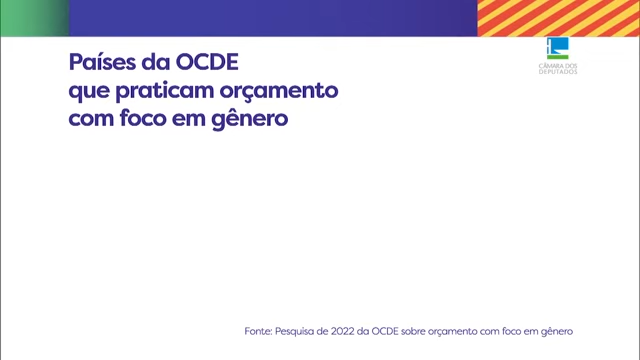 Países da OCDE
que praticam orçamento
com foco em gênero
CÂMARA DOS
DEPUTADOS
Fonte: Pesquisa de 2022 da OCDE sobre orçamento com foco em gênero